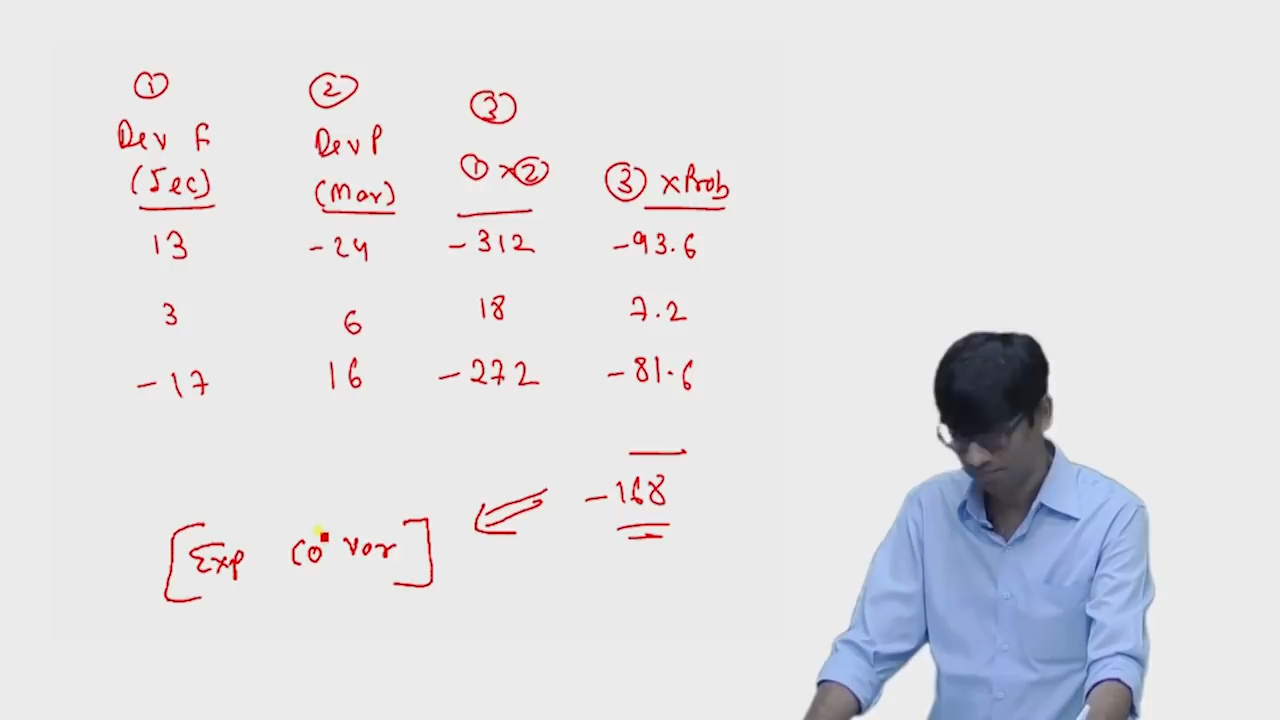 ① ② ③
Dev F Dev P
(Sec) (Mar) ① × ② ③ × Prob
13 -24 -312 -93.6
3 6 18 7.2
-17 16 -272 -81.6
-168
[Exp Co var]